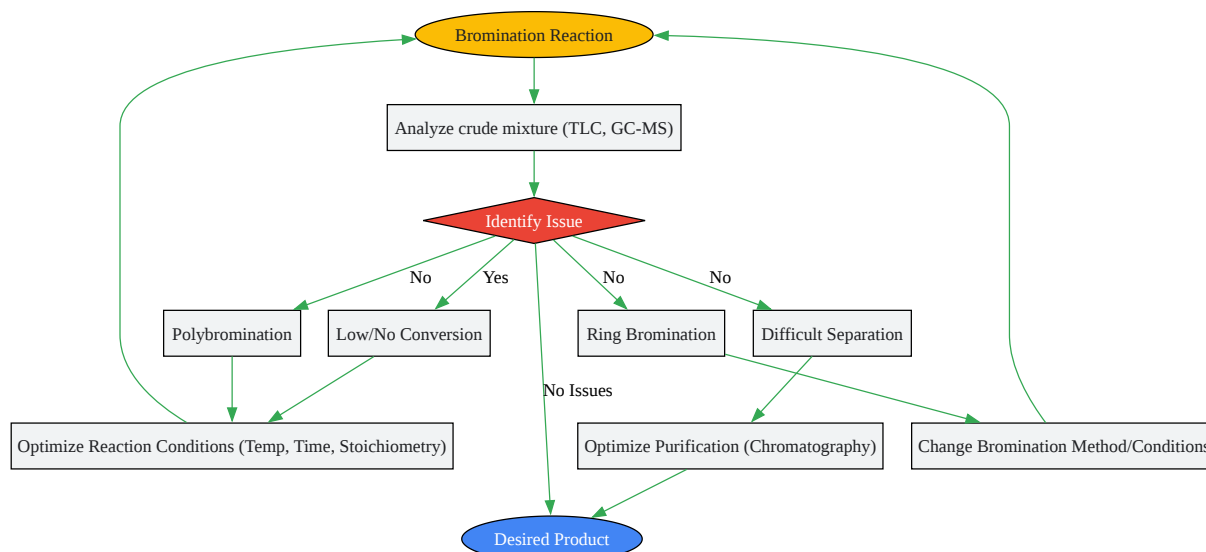 Bromination Reaction
Analyze crude mixture (TLC, GC-MS)
Identify Issue
No
Yes
No
No
Polybromination
Low/No Conversion
Ring Bromination
Difficult Separation
No Issues
Optimize Reaction Conditions (Temp, Time, Stoichiometry)
Optimize Purification (Chromatography)
Change Bromination Method/Conditions
Desired Product